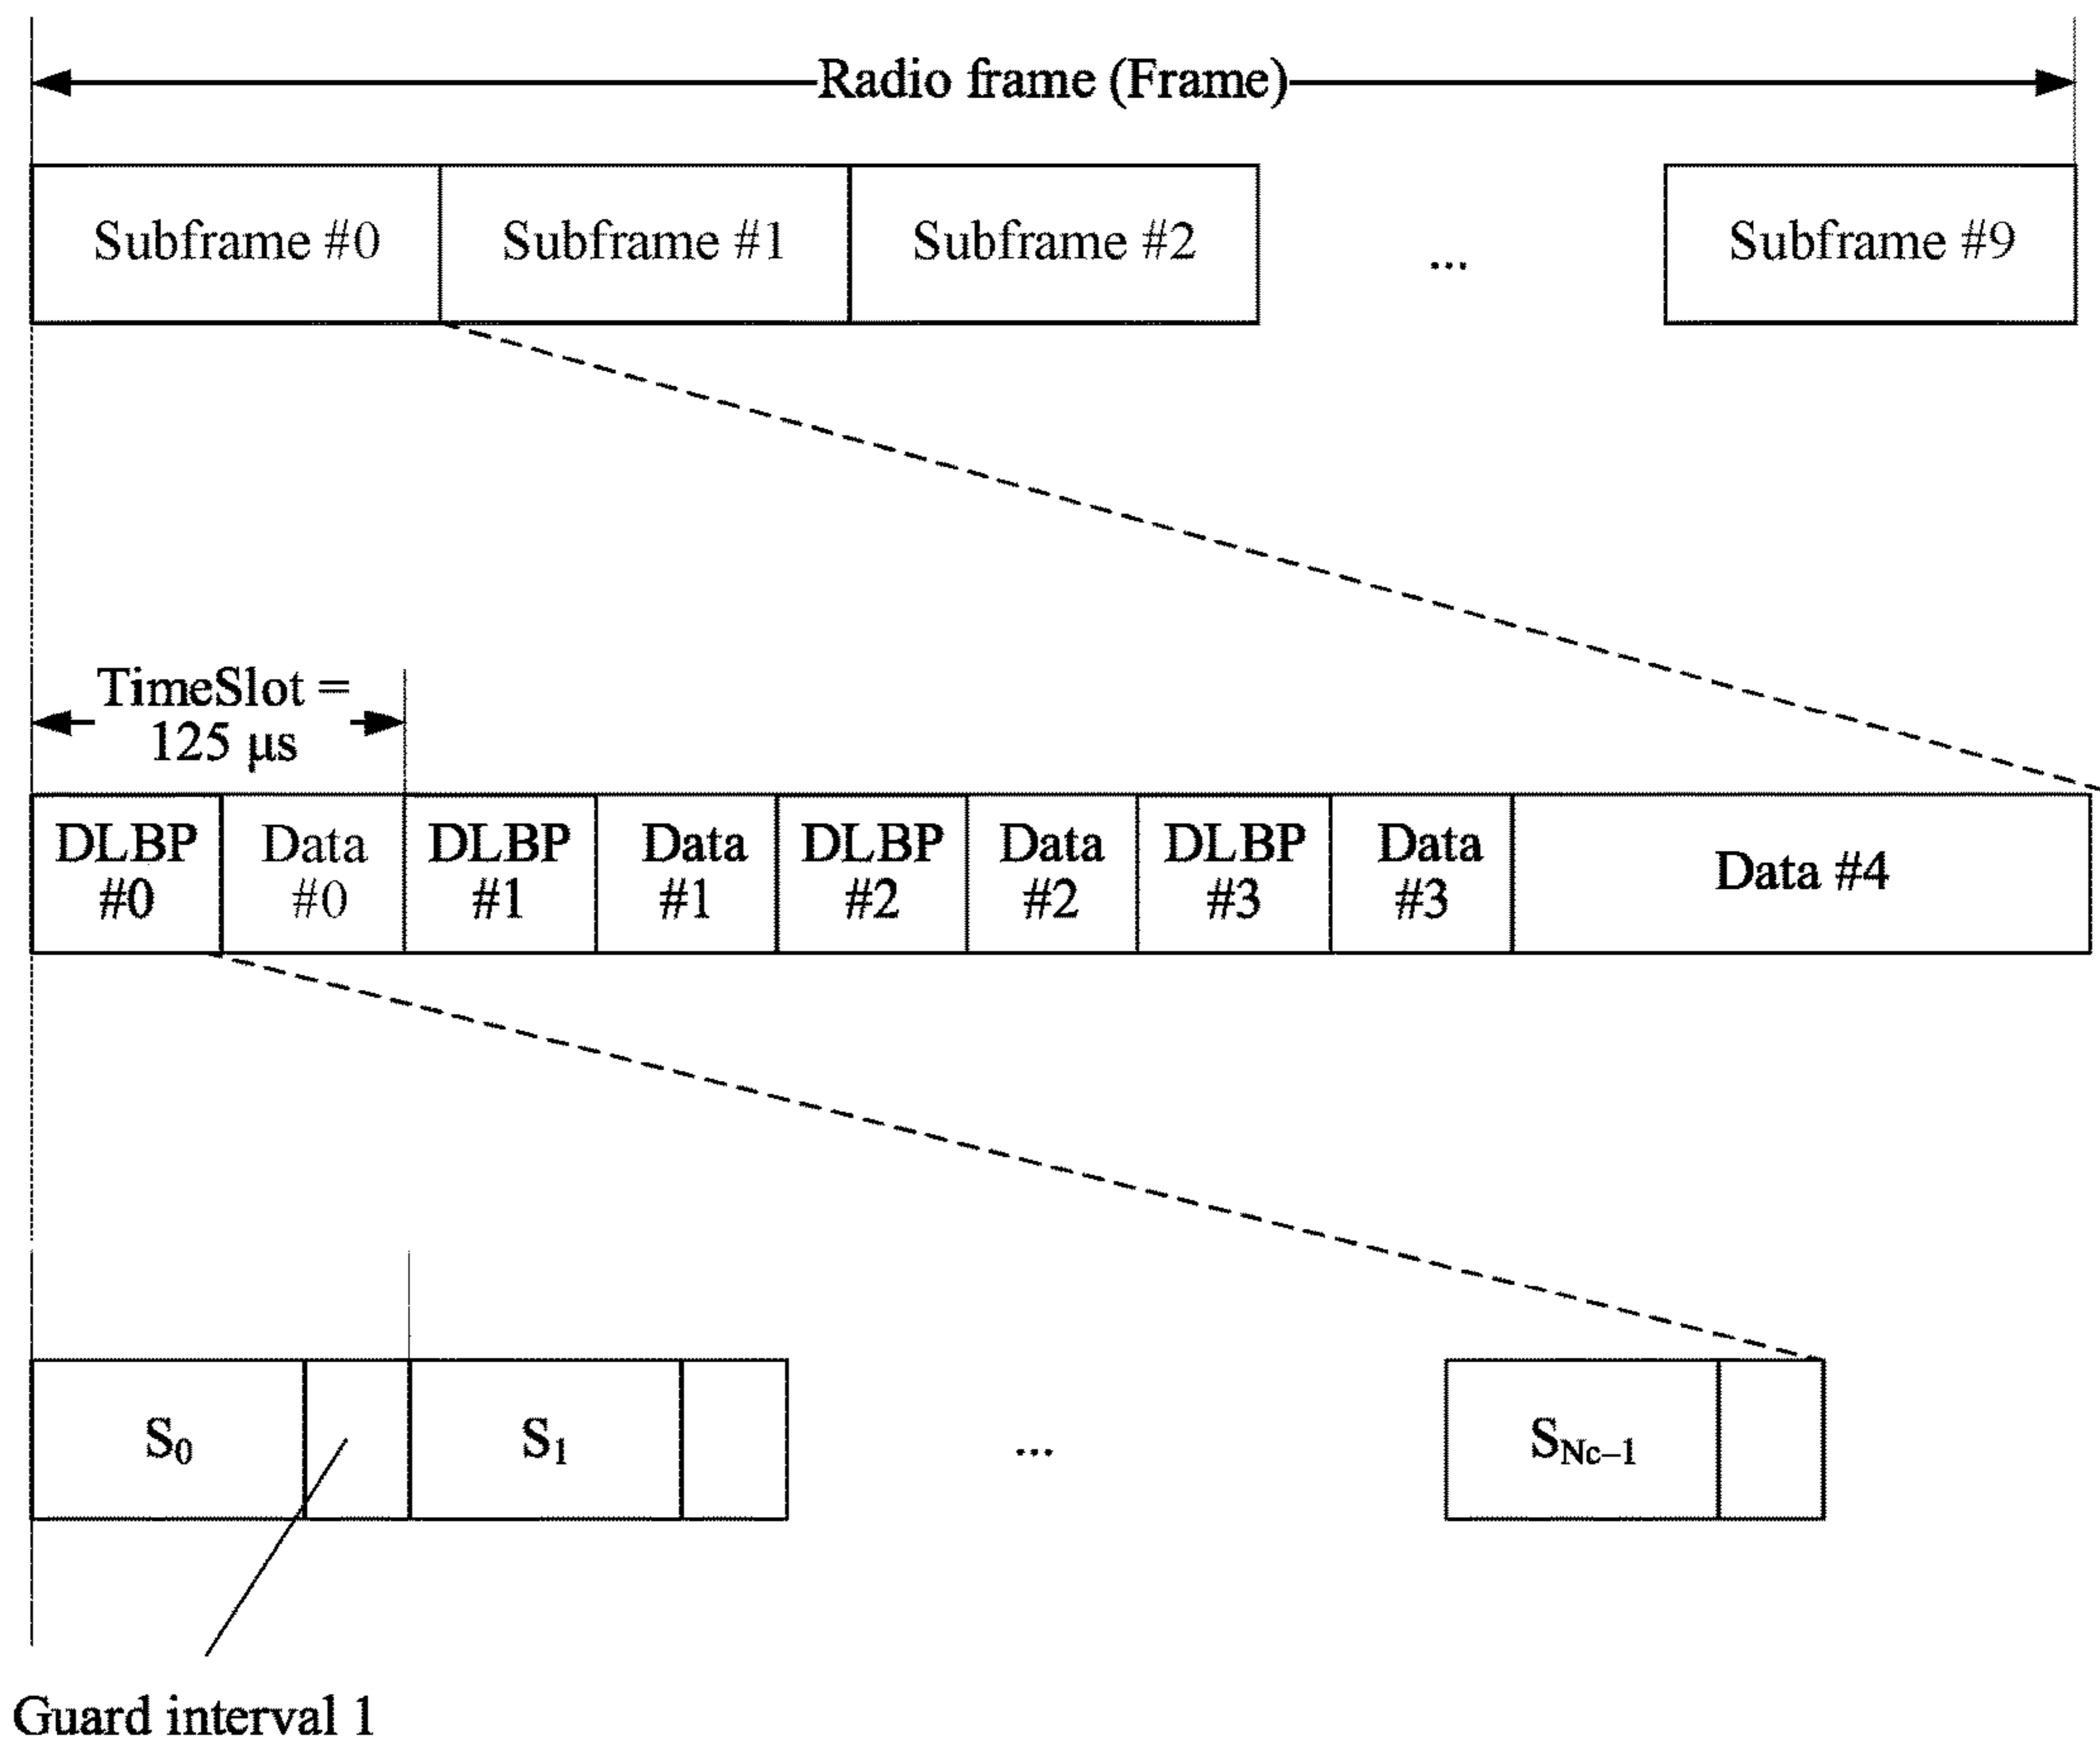 Radio frame (Frame)
Subframe #0 Subframe #1 Subframe #2 ... Subframe #9
TimeSlot =
125 μs
DLBP Data DLBP Data DLBP Data DLBP Data Data #4
#0 #0 #1 #1 #2 #2 #3 #3
S0 S1 ... SNc–1
Guard interval 1